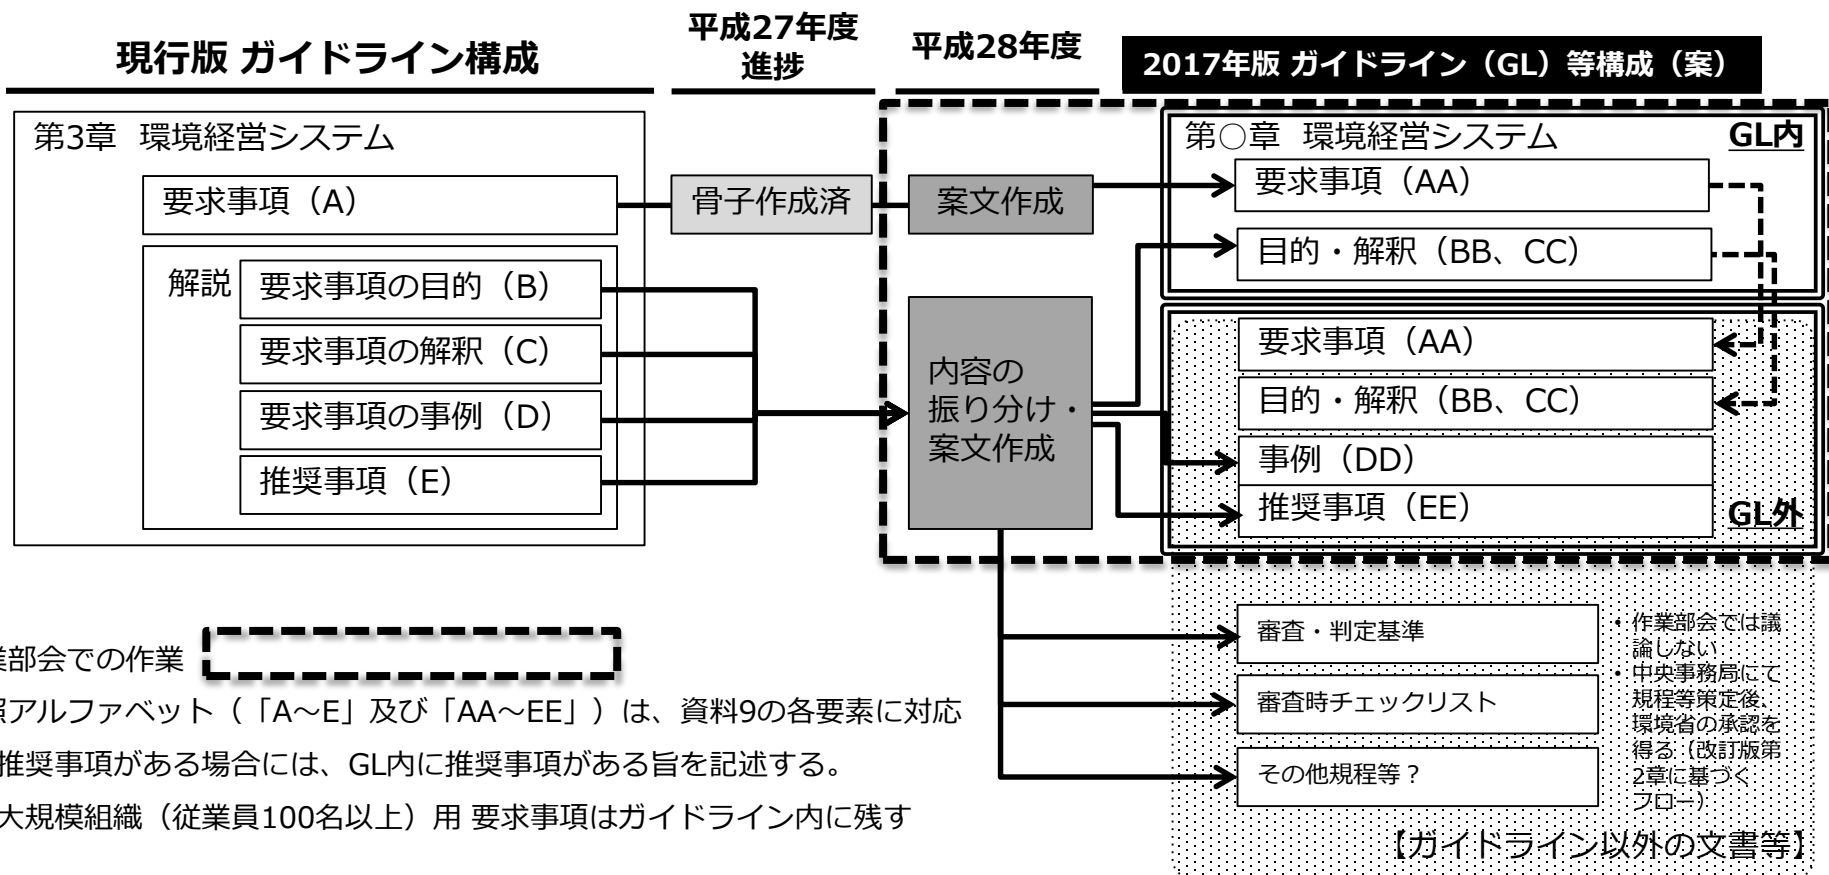 現行版 ガイドライン構成
平成27年度
進捗
平成28年度
2017年版 ガイドライン（GL）等構成（案）
第3章 環境経営システム
要求事項（A）
解説
要求事項の目的（B）
要求事項の解釈（C）
要求事項の事例（D）
推奨事項（E）
骨子作成済
案文作成
内容の
振り分け・
案文作成
第○章 環境経営システム
GL内
要求事項（AA）
目的・解釈（BB、CC）
要求事項（AA）
目的・解釈（BB、CC）
事例（DD）
推奨事項（EE）
GL外
審査・判定基準
審査時チェックリスト
その他規程等？
・作業部会では議
論しない
・中央事務局にて
規程等策定後、
環境省の承認を
得る（改訂版第
2章に基づく
フロー）
【ガイドライン以外の文書等】
業部会での作業
照アルファベット（「A～E」及び「AA～EE」）は、資料9の各要素に対応
推奨事項がある場合には、GL内に推奨事項がある旨を記述する。
大規模組織（従業員100名以上）用 要求事項はガイドライン内に残す